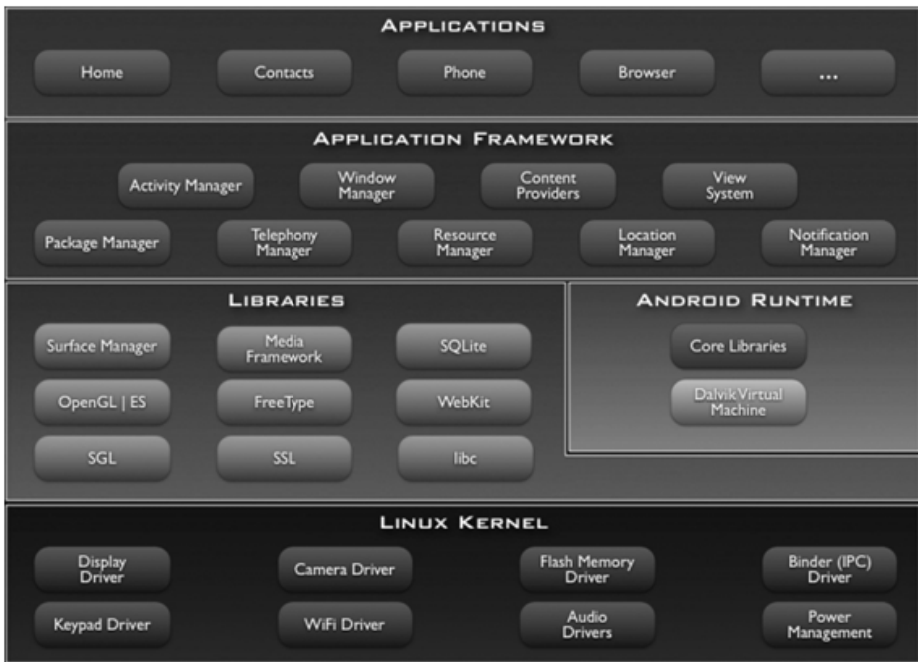 APPLICATIONS
Home Contacts Phone Browser ...
APPLICATION FRAMEWORK
Activity Manager
Window
Manager
Content
Providers
View
System
Package Manager
Telephony
Manager
Resource
Manager
Location
Manager
Notification
Manager
LIBRARIES
Surface Manager
Media
Framework
SQLite
OpenGL | ES FreeType WebKit
SGL SSL libc
ANDROID RUNTIME
Core Libraries
Dalvik Virtual
Machine
LINUX KERNEL
Display
Driver
Camera Driver
Flash Memory
Driver
Binder (IPC)
Driver
Keypad Driver
WiFi Driver
Audio
Drivers
Power
Management